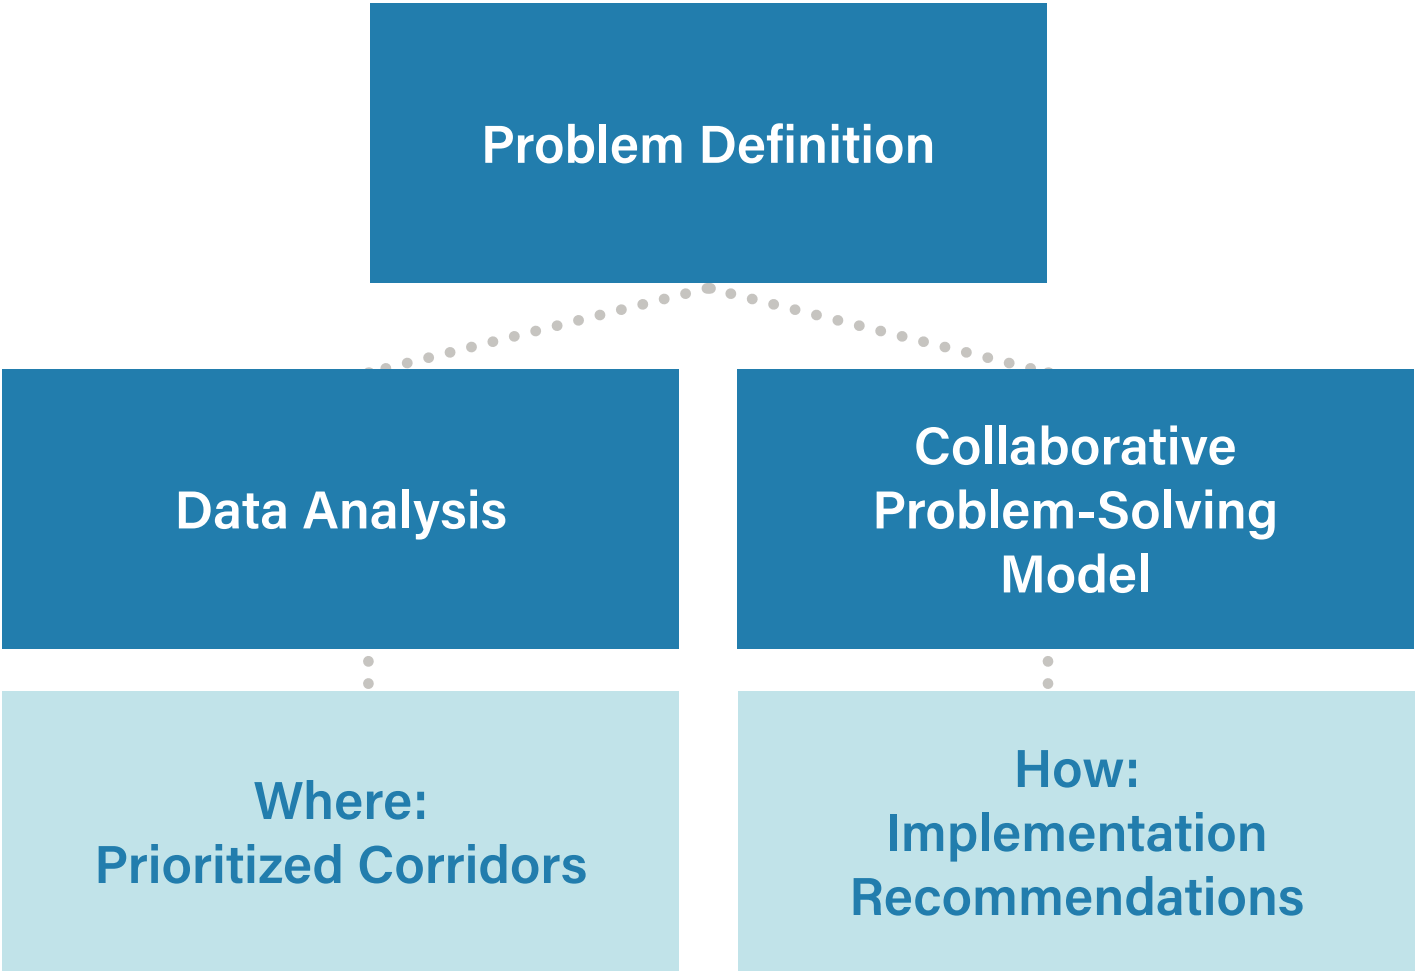 Problem Definition
Data Analysis
Collaborative
Problem-Solving
Model
Where:
Prioritized Corridors
How:
Implementation
Recommendations